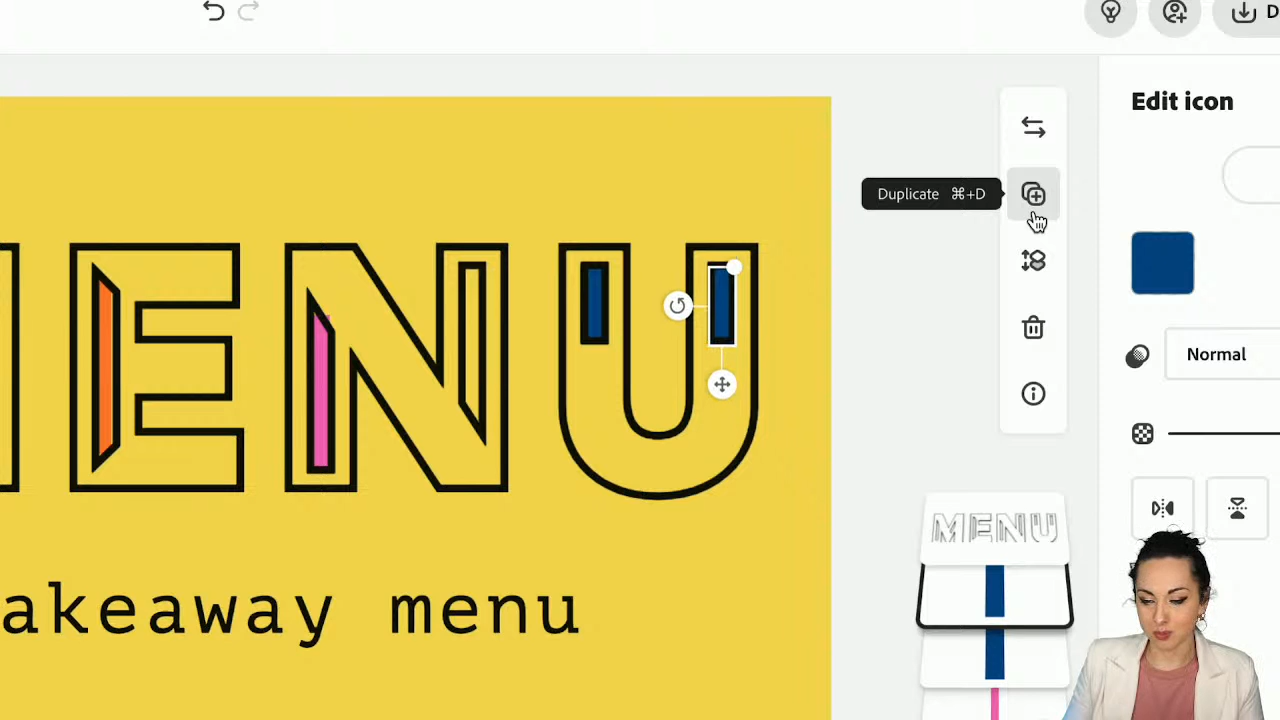 D
Edit icon
Duplicate ⌘+D
MENU
Normal
MENU
akeaway menu